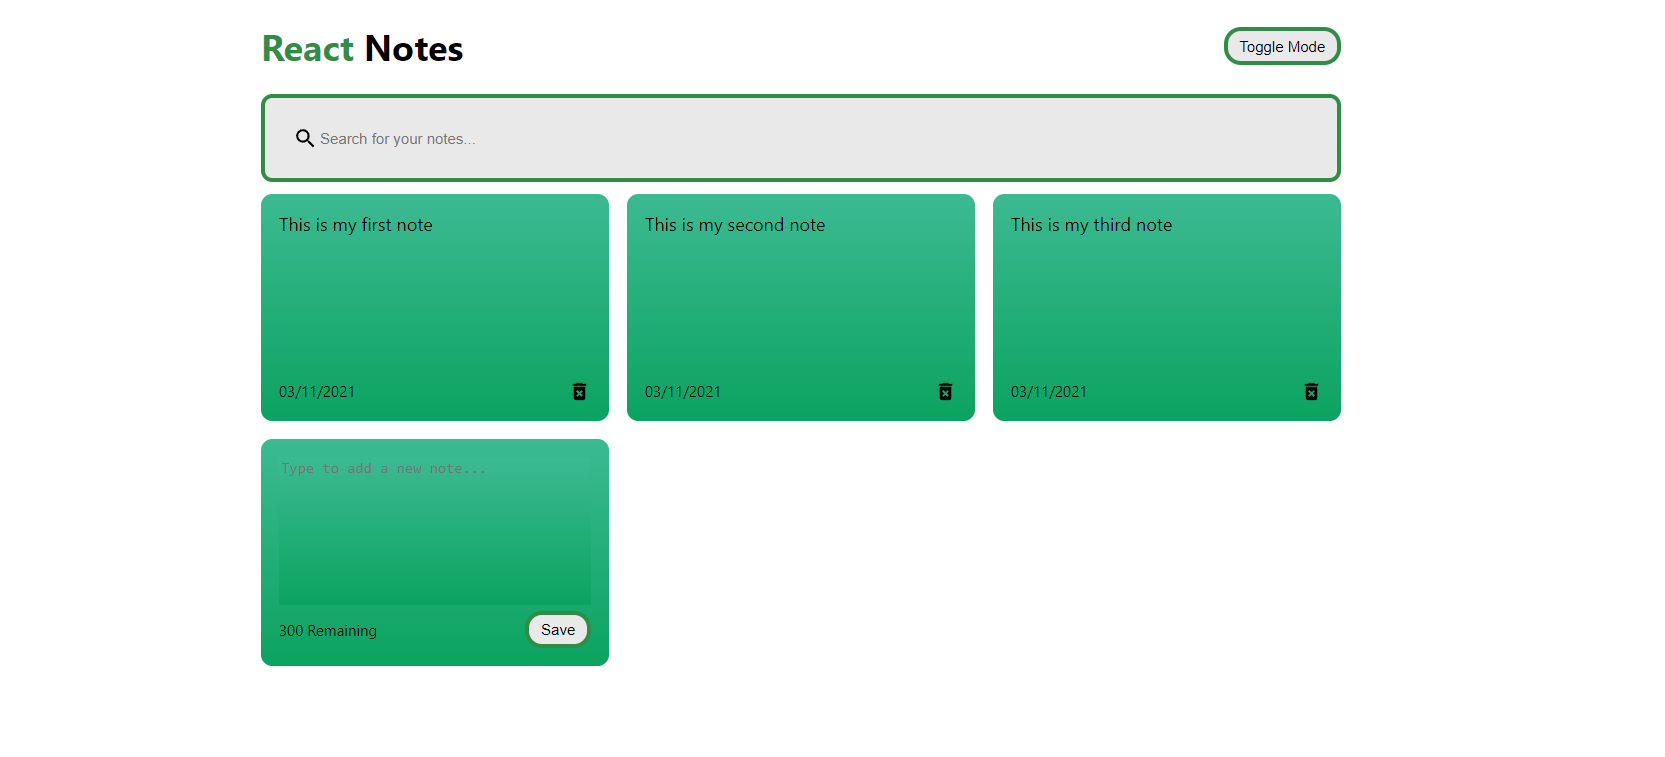 React Notes
Toggle Mode
Search for your notes...
This is my first note
03/11/2021
This is my second note
03/11/2021
This is my third note
03/11/2021
Type to add a new note...
300 Remaining
Save